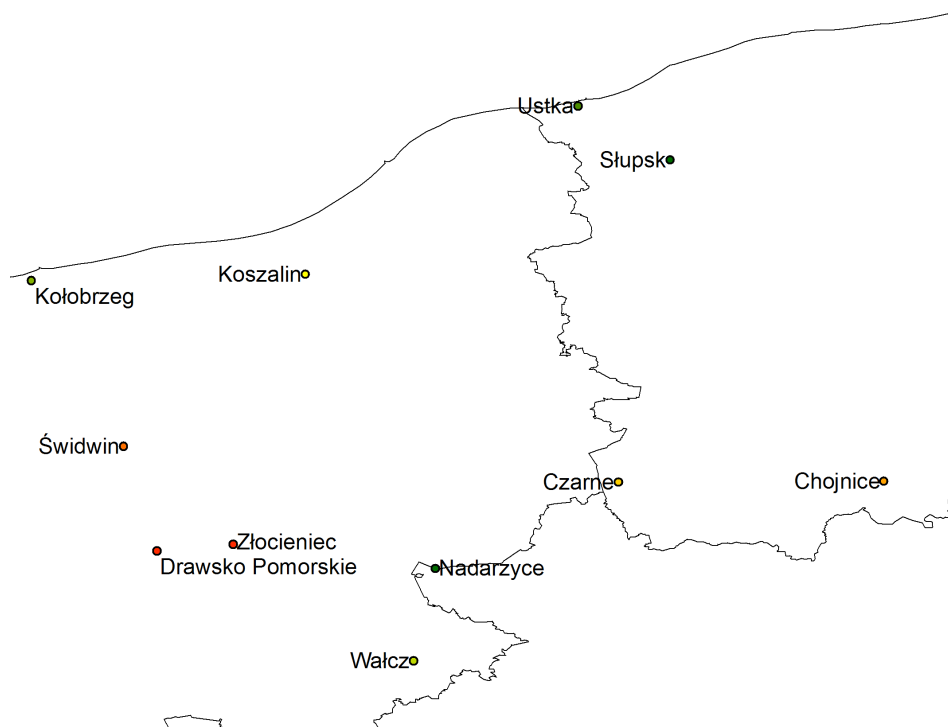 Ustka
Słupsk
Koszalin
Kołobrzeg
Świdwin
Czarne
Chojnice
Złocieniec
Drawsko Pomorskie
Nadarzyce
Wałcz